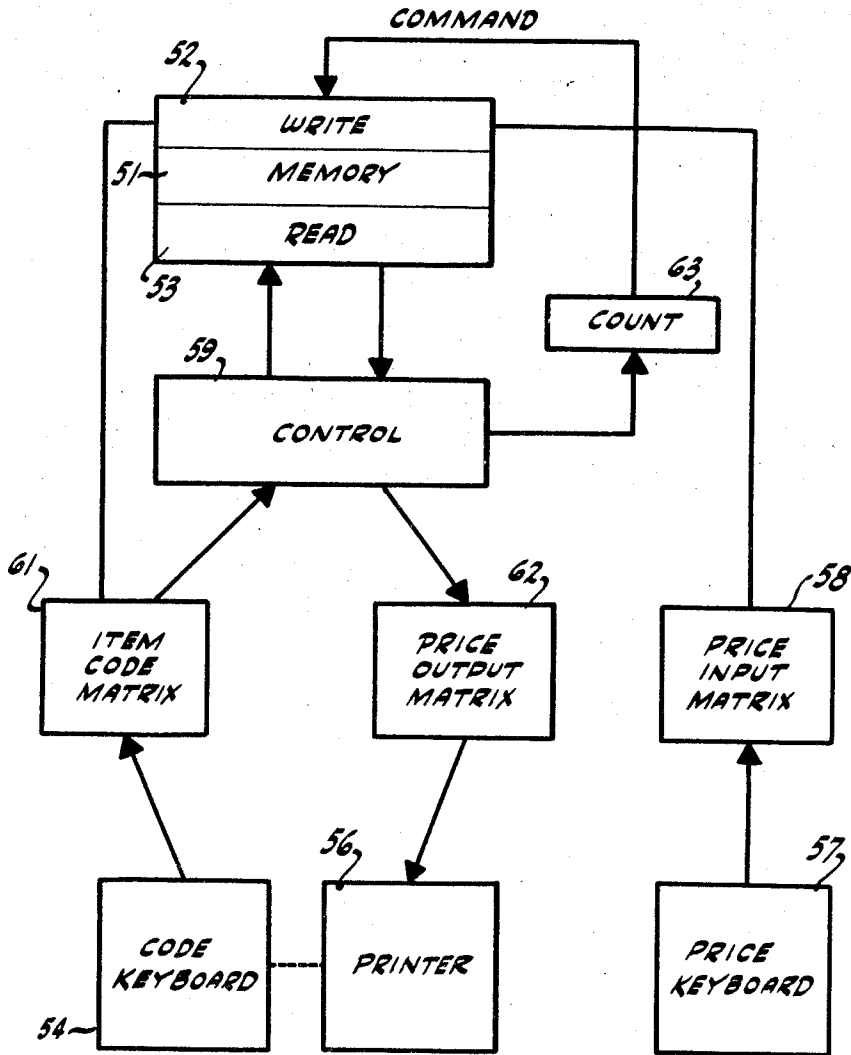 COMMAND
52
WRITE
51
MEMORY
READ
53
63
COUNT
59
CONTROL
61
ITEM
CODE
MATRIX
62
PRICE
OUTPUT
MATRIX
58
PRICE
INPUT
MATRIX
54
CODE
KEYBOARD
56
PRINTER
57
PRICE
KEYBOARD